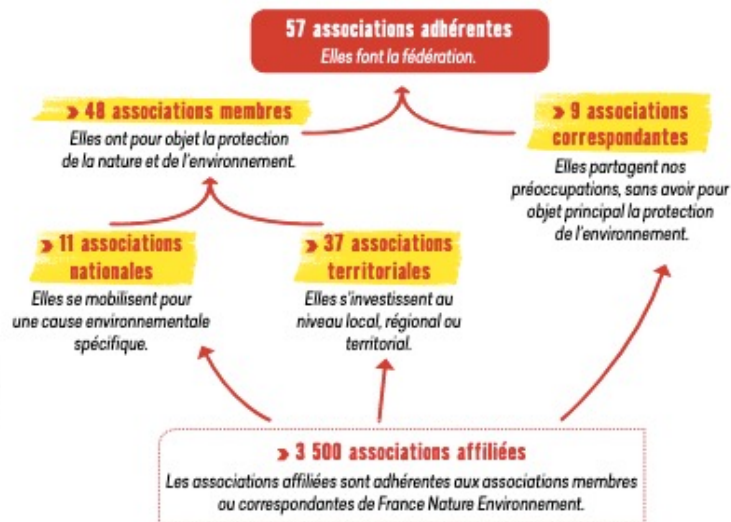 57 associations adhérentes
Elles font la fédération.
» 48 associations membres
Elles ont pour objet la protection
de la nature et de l'environnement.
» 9 associations
correspondantes
Elles partagent nos
préoccupations, sans avoir pour
objet principal la protection
de l'environnement.
» 11 associations
nationales
Elles se mobilisent pour
une cause environnementale
spécifique.
» 37 associations
territoriales
Elles s'investissent au
niveau local, régional ou
territorial.
» 3 500 associations affiliées
Les associations affiliées sont adhérentes aux associations membres
ou correspondantes de France Nature Environnement.